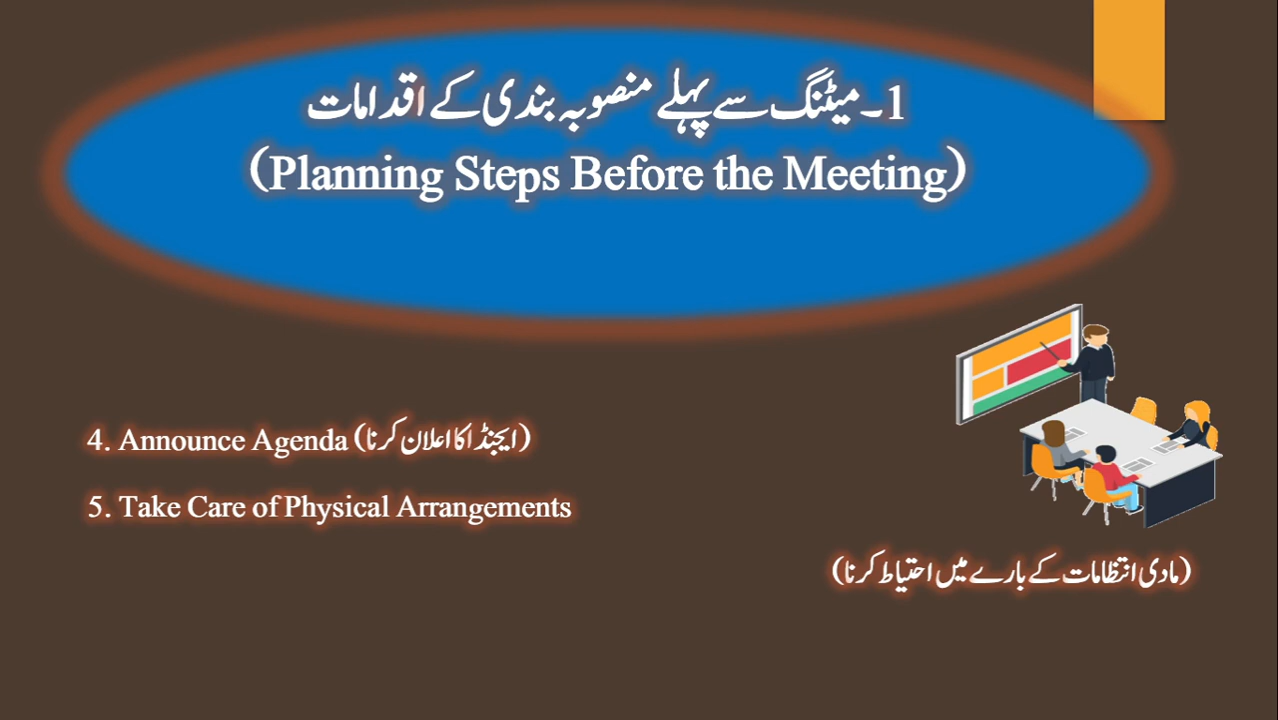 1۔میٹنگ سے پہلے منصوبہ بندی کے اقدامات
(Planning Steps Before the Meeting)
4. Announce Agenda (ایجنڈا کا اعلان کرنا)
5. Take Care of Physical Arrangements
(مادی انتظامات کے بارے میں احتیاط کرنا)